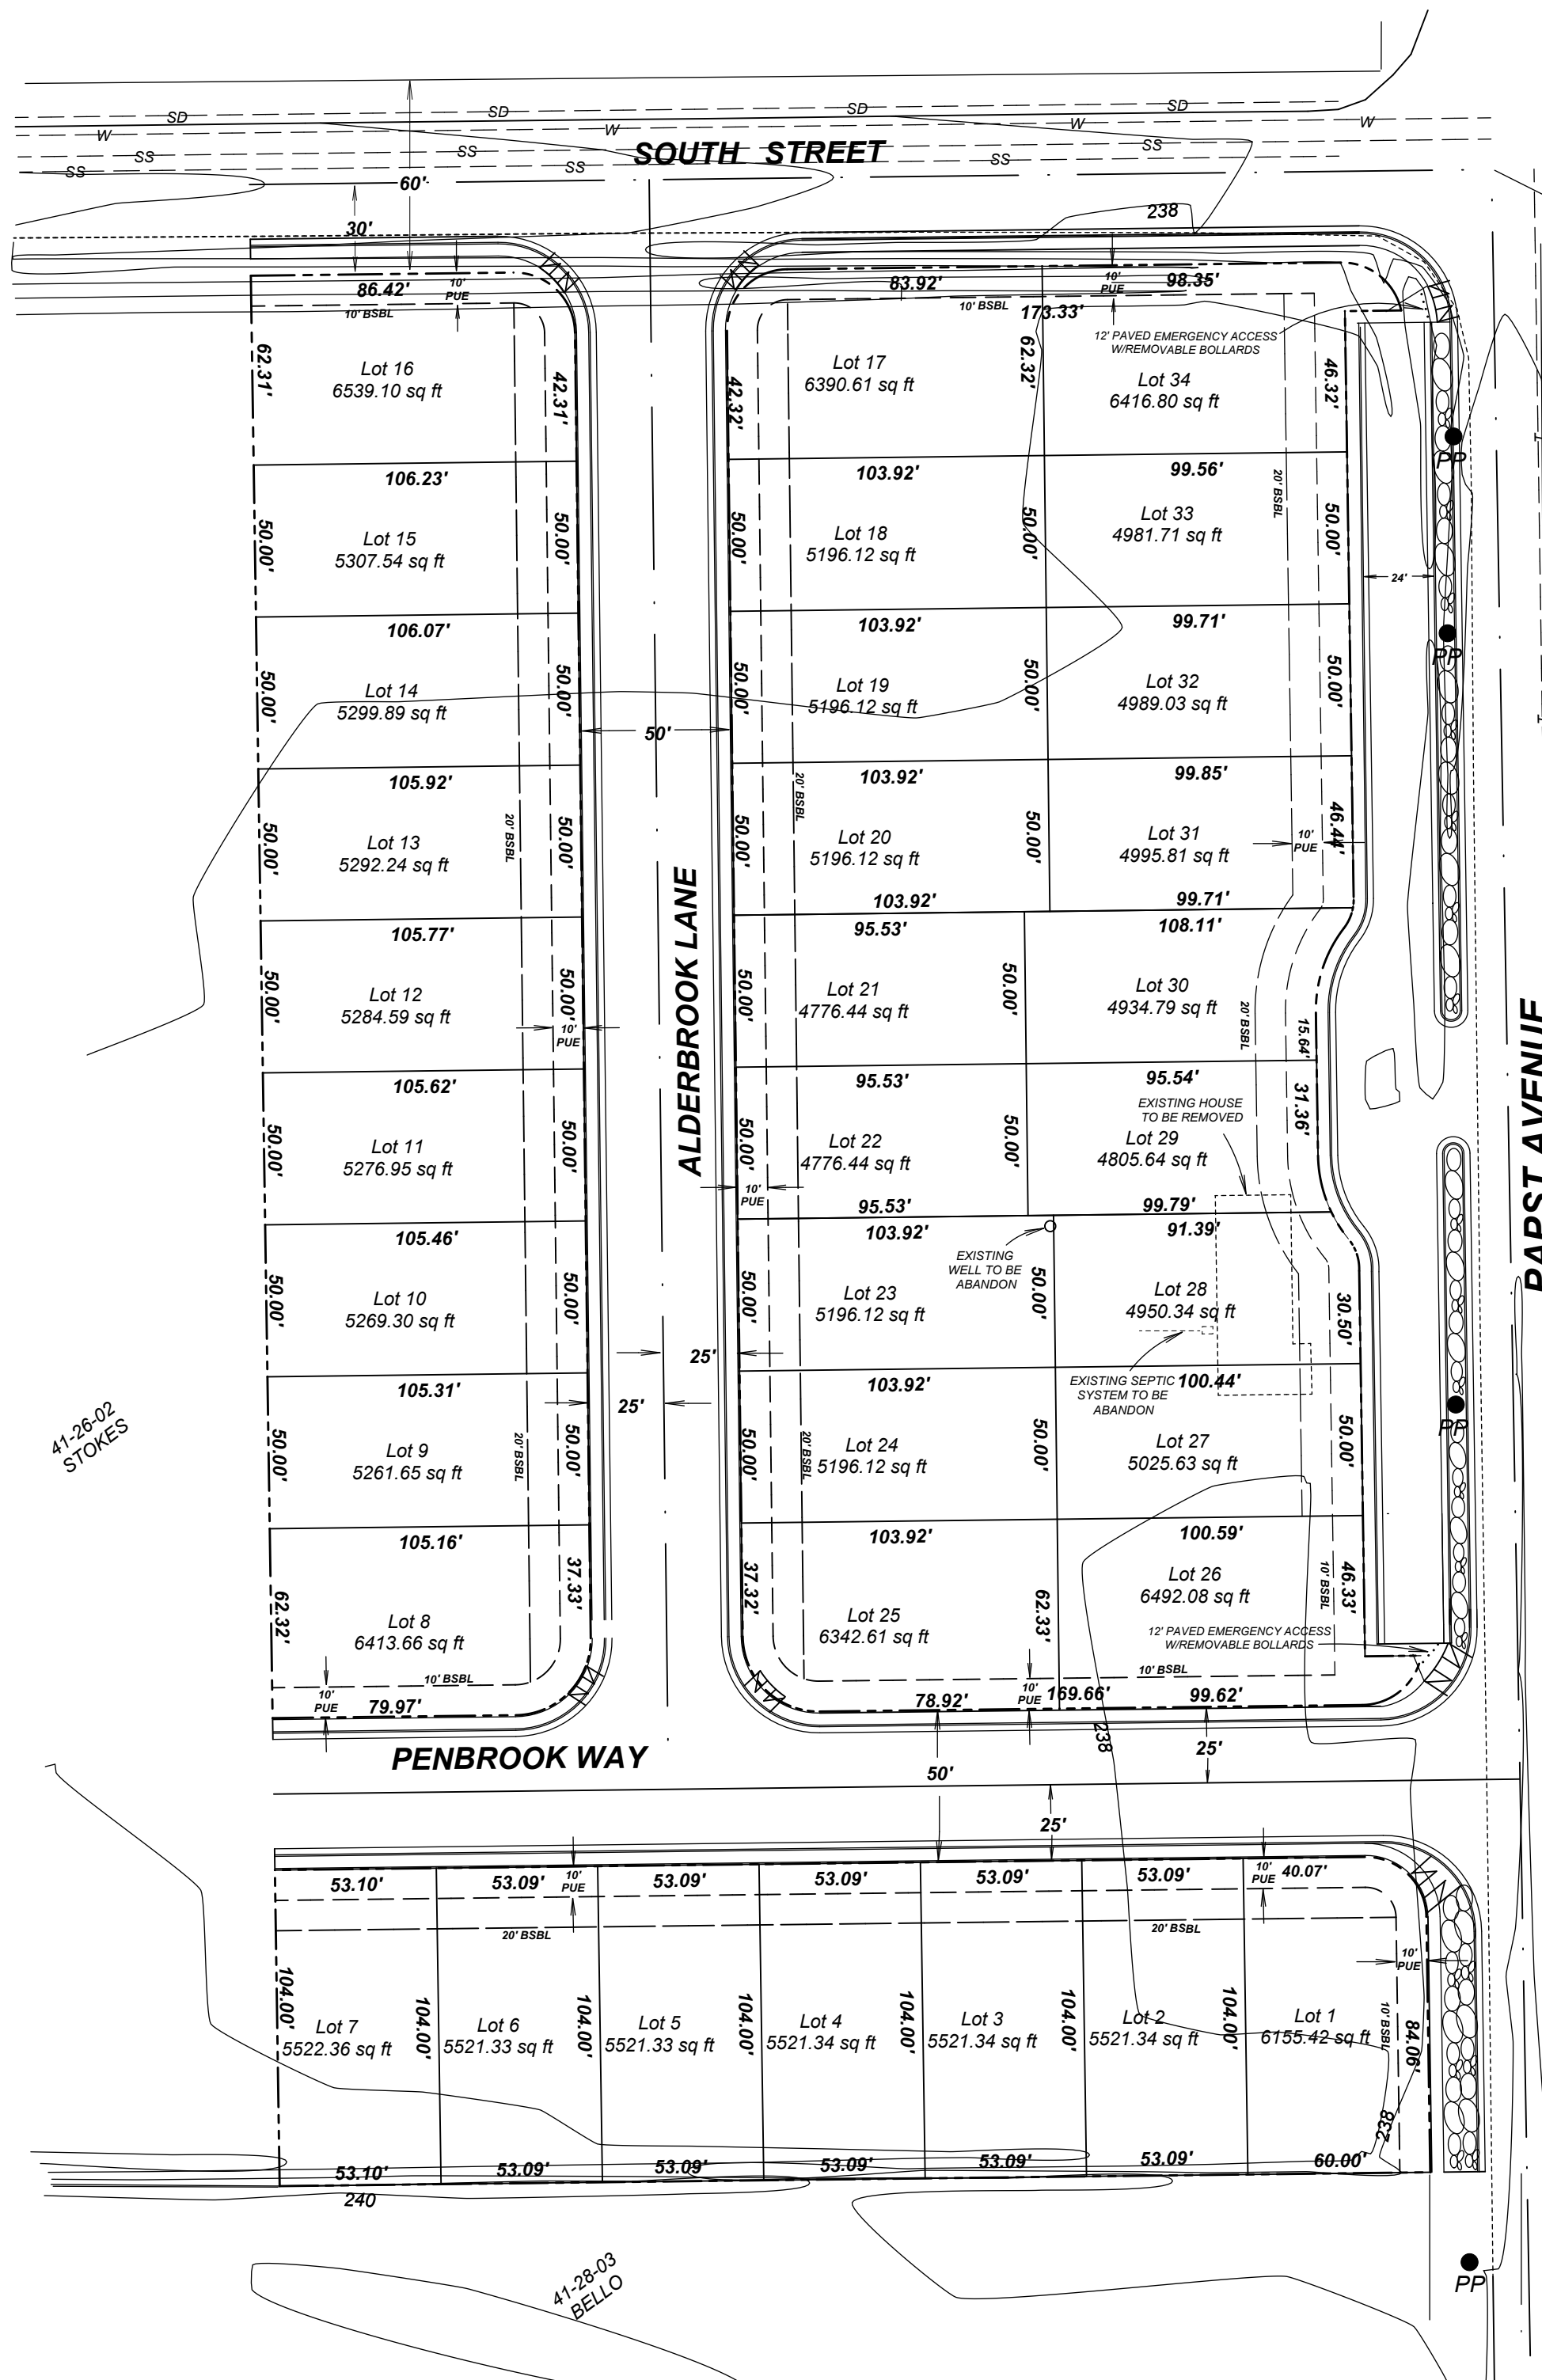 SD
SD
SD
SD
W
W
W
W
SS
SS
SS
SS
SS
SS
SOUTH STREET
60'
30'
238
86.42'
10'
PUE
10' BSBL
83.92'
10' BSBL
173.33'
10'
PUE
98.35'
12' PAVED EMERGENCY ACCESS
W/REMOVABLE BOLLARDS
62.31'
Lot 16
6539.10 sq ft
42.31'
42.32'
Lot 17
6390.61 sq ft
62.32'
Lot 34
6416.80 sq ft
46.32'
PP
106.23'
103.92'
99.56'
20' BSBL
50.00'
Lot 15
5307.54 sq ft
50.00'
50.00'
Lot 18
5196.12 sq ft
50.00'
Lot 33
4981.71 sq ft
50.00'
24'
106.07'
103.92'
99.71'
PP
50.00'
Lot 14
5299.89 sq ft
50.00'
50.00'
Lot 19
5196.12 sq ft
50.00'
Lot 32
4989.03 sq ft
50.00'
T
T
50'
105.92'
103.92'
99.85'
20' BSBL
20' BSBL
50.00'
Lot 13
5292.24 sq ft
50.00'
50.00'
Lot 20
5196.12 sq ft
50.00'
Lot 31
4995.81 sq ft
10'
PUE
46.44'
103.92'
99.71'
105.77'
95.53'
108.11'
ALDERBROOK LANE
50.00'
Lot 12
5284.59 sq ft
50.00'
10'
PUE
50.00'
Lot 21
4776.44 sq ft
50.00'
Lot 30
4934.79 sq ft
20' BSBL
15.64'
PABST AVENUE
105.62'
95.53'
95.54'
EXISTING HOUSE
TO BE REMOVED
31.36'
50.00'
Lot 11
5276.95 sq ft
50.00'
50.00'
Lot 22
4776.44 sq ft
50.00'
Lot 29
4805.64 sq ft
10'
PUE
95.53'
99.79'
105.46'
103.92'
91.39'
EXISTING
WELL TO BE
ABANDON
50.00'
Lot 10
5269.30 sq ft
50.00'
50.00'
Lot 23
5196.12 sq ft
50.00'
Lot 28
4950.34 sq ft
30.50'
25'
25'
105.31'
103.92'
EXISTING SEPTIC
SYSTEM TO BE
ABANDON
100.44'
41-26-02
STOKES
50.00'
Lot 9
5261.65 sq ft
20' BSBL
50.00'
50.00'
20' BSBL
Lot 24
5196.12 sq ft
50.00'
Lot 27
5025.63 sq ft
50.00'
PP
105.16'
103.92'
100.59'
62.32'
Lot 8
6413.66 sq ft
37.33'
37.32'
Lot 25
6342.61 sq ft
62.33'
Lot 26
6492.08 sq ft
10' BSBL
46.33'
12' PAVED EMERGENCY ACCESS
W/REMOVABLE BOLLARDS
10'
PUE
79.97'
10' BSBL
78.92'
10'
PUE
169.66'
10' BSBL
99.62'
238
PENBROOK WAY
25'
50'
25'
53.10'
53.09'
10'
PUE
53.09'
53.09'
53.09'
53.09'
10'
PUE
40.07'
20' BSBL
20' BSBL
10'
PUE
104.00'
Lot 7
5522.36 sq ft
104.00'
Lot 6
5521.33 sq ft
104.00'
Lot 5
5521.33 sq ft
104.00'
Lot 4
5521.34 sq ft
104.00'
Lot 3
5521.34 sq ft
104.00'
Lot 2
5521.34 sq ft
104.00'
Lot 1
6155.42 sq ft
10' BSBL
84.06'
238
53.10'
53.09'
53.09'
53.09'
53.09'
53.09'
60.00'
240
41-28-03
BELLO
PP